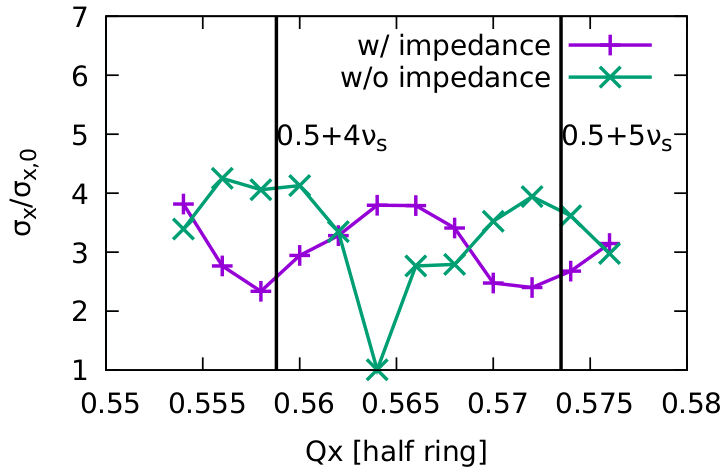 7
6
5
4
3
2
1
σx/σx,0
w/ impedance
w/o impedance
0.5+4νs
0.5+5νs
0.55 0.555 0.56 0.565 0.57 0.575 0.58
Qx [half ring]